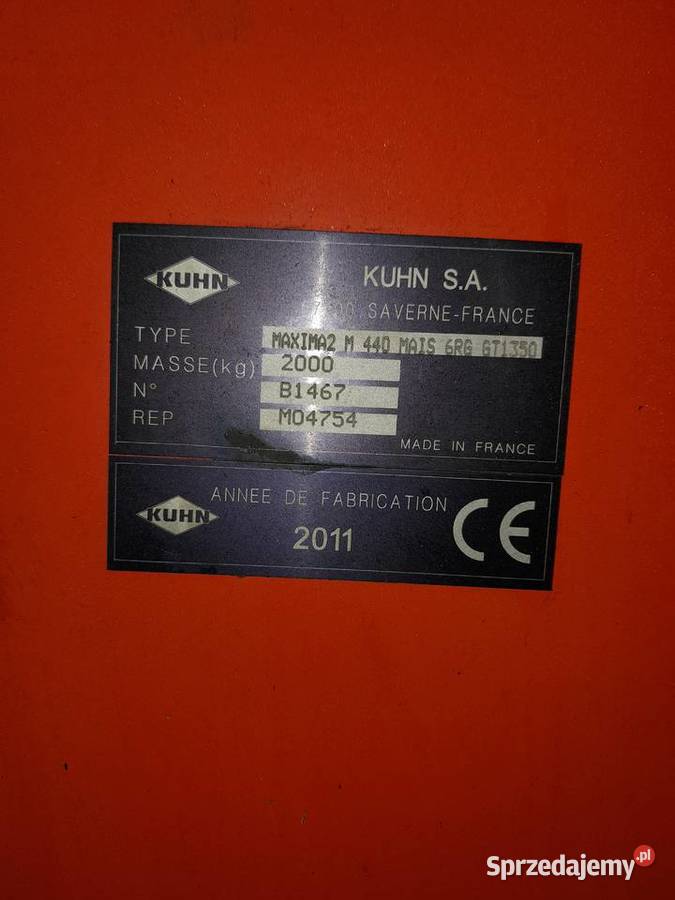 KUHN
KUHN S.A.
SAVERNE-FRANCE
TYPE MAXIMA2 M 440 MAIS 6RG GT1350
MASSE(kg) 2000
N° B1467
REP M04754
MADE IN FRANCE
KUHN
ANNEE DE FABRICATION
2011
CE
Sprzedajemy.pl